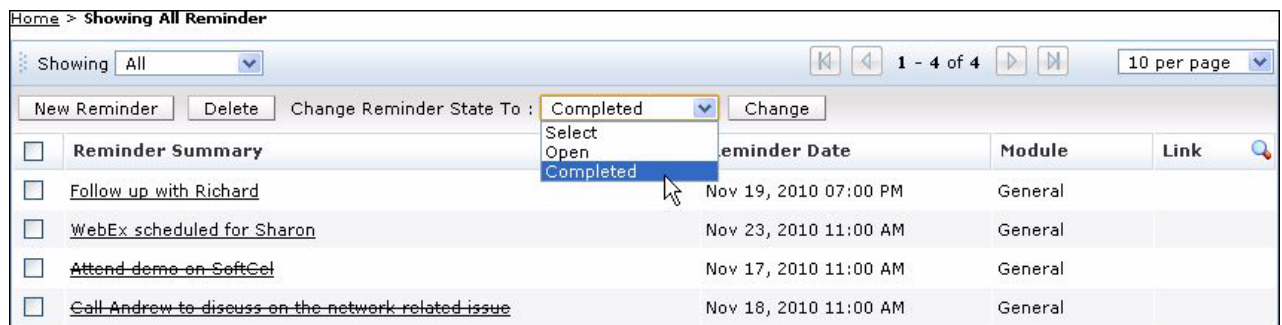 Home > Showing All Reminder
Showing All 1 - 4 of 4 10 per page
New Reminder Delete Change Reminder State To : Completed Change
Select
Open
Completed
Reminder Summary eminder Date Module Link
Follow up with Richard Nov 19, 2010 07:00 PM General
WebEx scheduled for Sharon Nov 23, 2010 11:00 AM General
Attend demo on SoftCel Nov 17, 2010 11:00 AM General
Call Andrew to discuss on the network related issue Nov 18, 2010 11:00 AM General